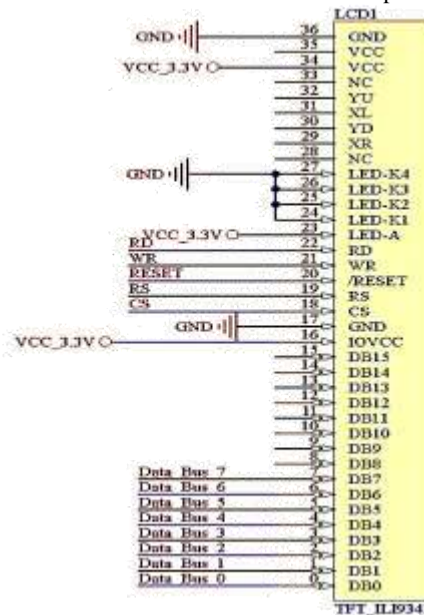 LCD1
GND 36 GND
35 VCC
VCC_3.3V 34 VCC
33 NC
32 YU
31 XL
30 YD
29 XR
28 NC
GND 27 LED-K4
26 LED-K3
25 LED-K2
24 LED-K1
VCC_3.3V 23 LED-A
RD 22 RD
WR 21 WR
RESET 20 /RESET
RS 19 RS
CS 18 CS
GND 17 GND
VCC_3.3V 16 IOVCC
15 DB15
14 DB14
13 DB13
12 DB12
11 DB11
10 DB10
9 DB9
8 DB8
Data Bus 7 7 DB7
Data Bus 6 6 DB6
Data Bus 5 5 DB5
Data Bus 4 4 DB4
Data Bus 3 3 DB3
Data Bus 2 2 DB2
Data Bus 1 1 DB1
Data Bus 0 0 DB0
TFT_ILI934